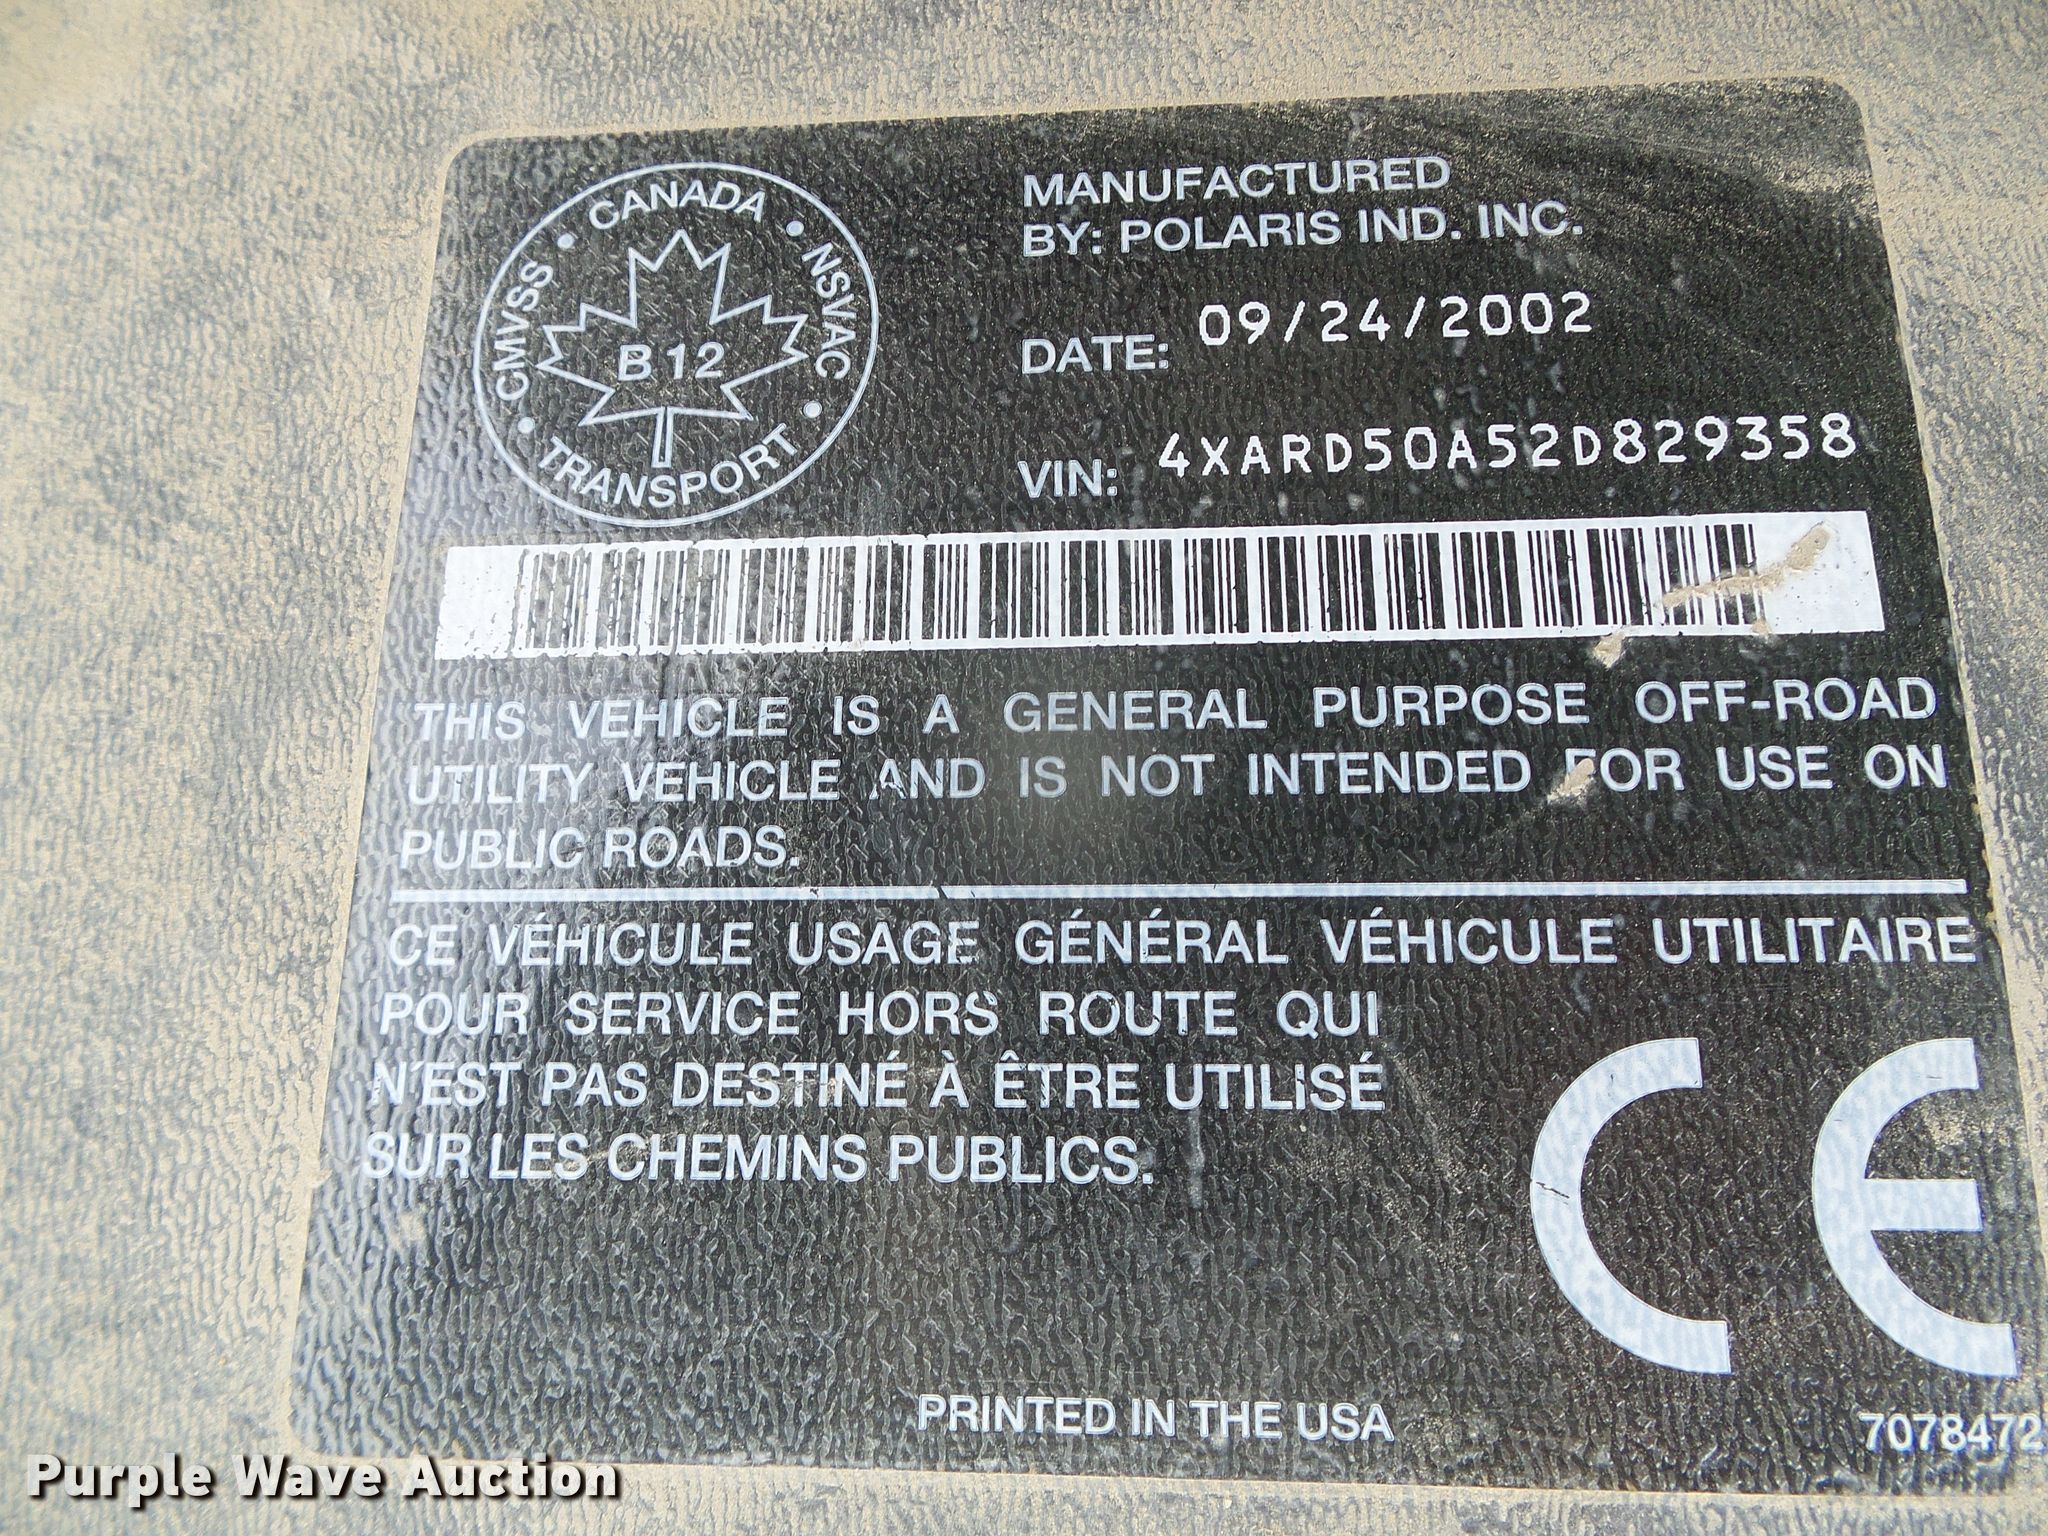 CANADA · NSVAC · TRANSPORT · CMVSS ·
B 12
MANUFACTURED
BY: POLARIS IND. INC.
DATE: 09/24/2002
VIN: 4XARD50A52D829358
THIS VEHICLE IS A GENERAL PURPOSE OFF-ROAD
UTILITY VEHICLE AND IS NOT INTENDED FOR USE ON
PUBLIC ROADS.
CE VÉHICULE USAGE GÉNÉRAL VÉHICULE UTILITAIRE
POUR SERVICE HORS ROUTE QUI
N'EST PAS DESTINÉ À ÊTRE UTILISÉ
SUR LES CHEMINS PUBLICS.
CE
PRINTED IN THE USA
7078472
Purple Wave Auction